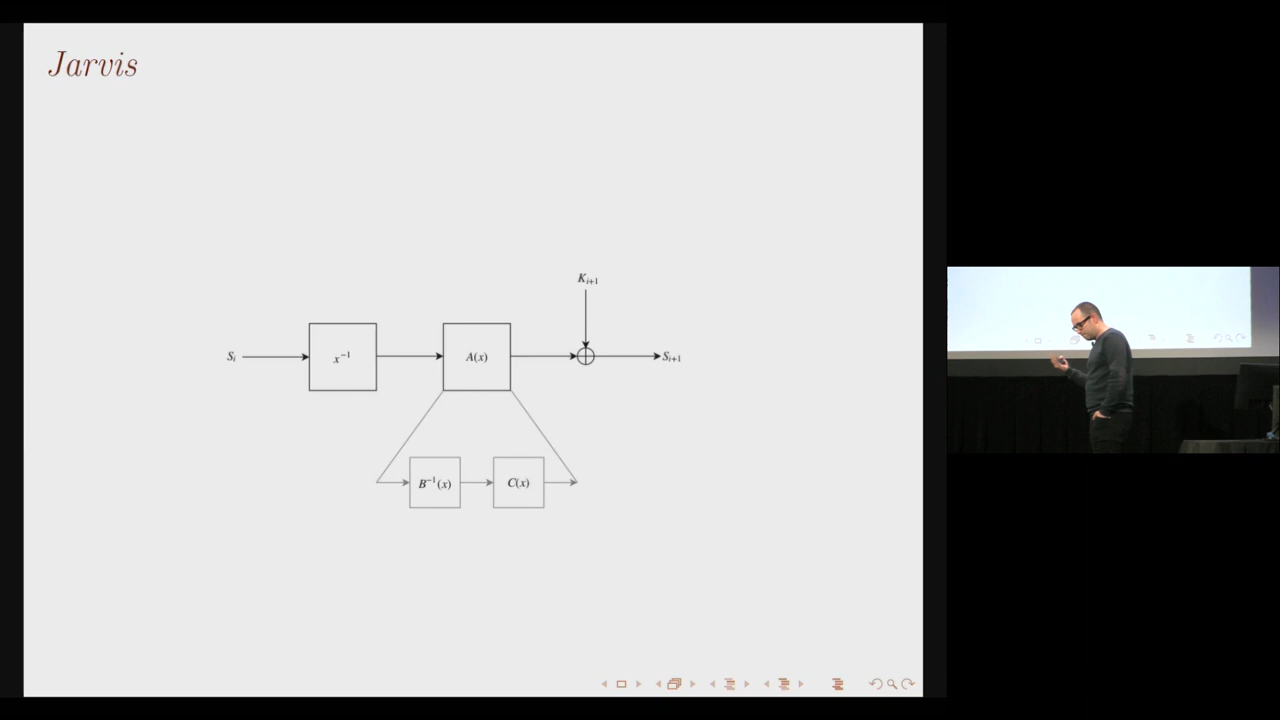 Jarvis
K_{i+1}
S_i x^{-1} A(x) S_{i+1}
B^{-1}(x) C(x)